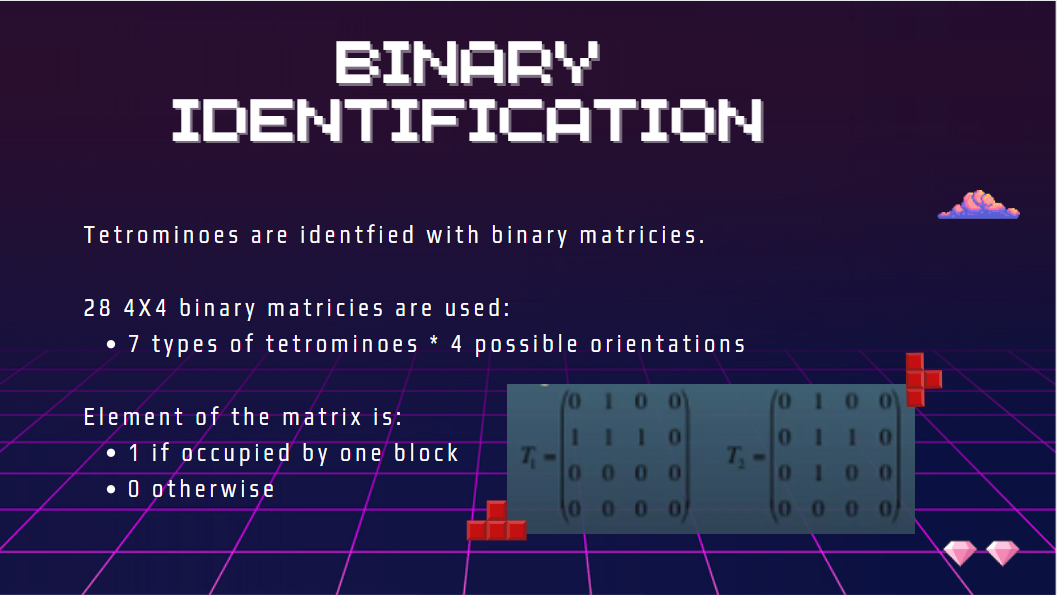 BINARY
IDENTIFICATION
Tetrominoes are identfied with binary matricies.
28 4X4 binary matricies are used:
• 7 types of tetrominoes * 4 possible orientations
Element of the matrix is:
• 1 if occupied by one block
• 0 otherwise
0 1 0 0 0 1 0 0
1 1 1 0 0 1 1 0
T₁ = T₂ =
0 0 0 0 0 1 0 0
0 0 0 0 0 0 0 0